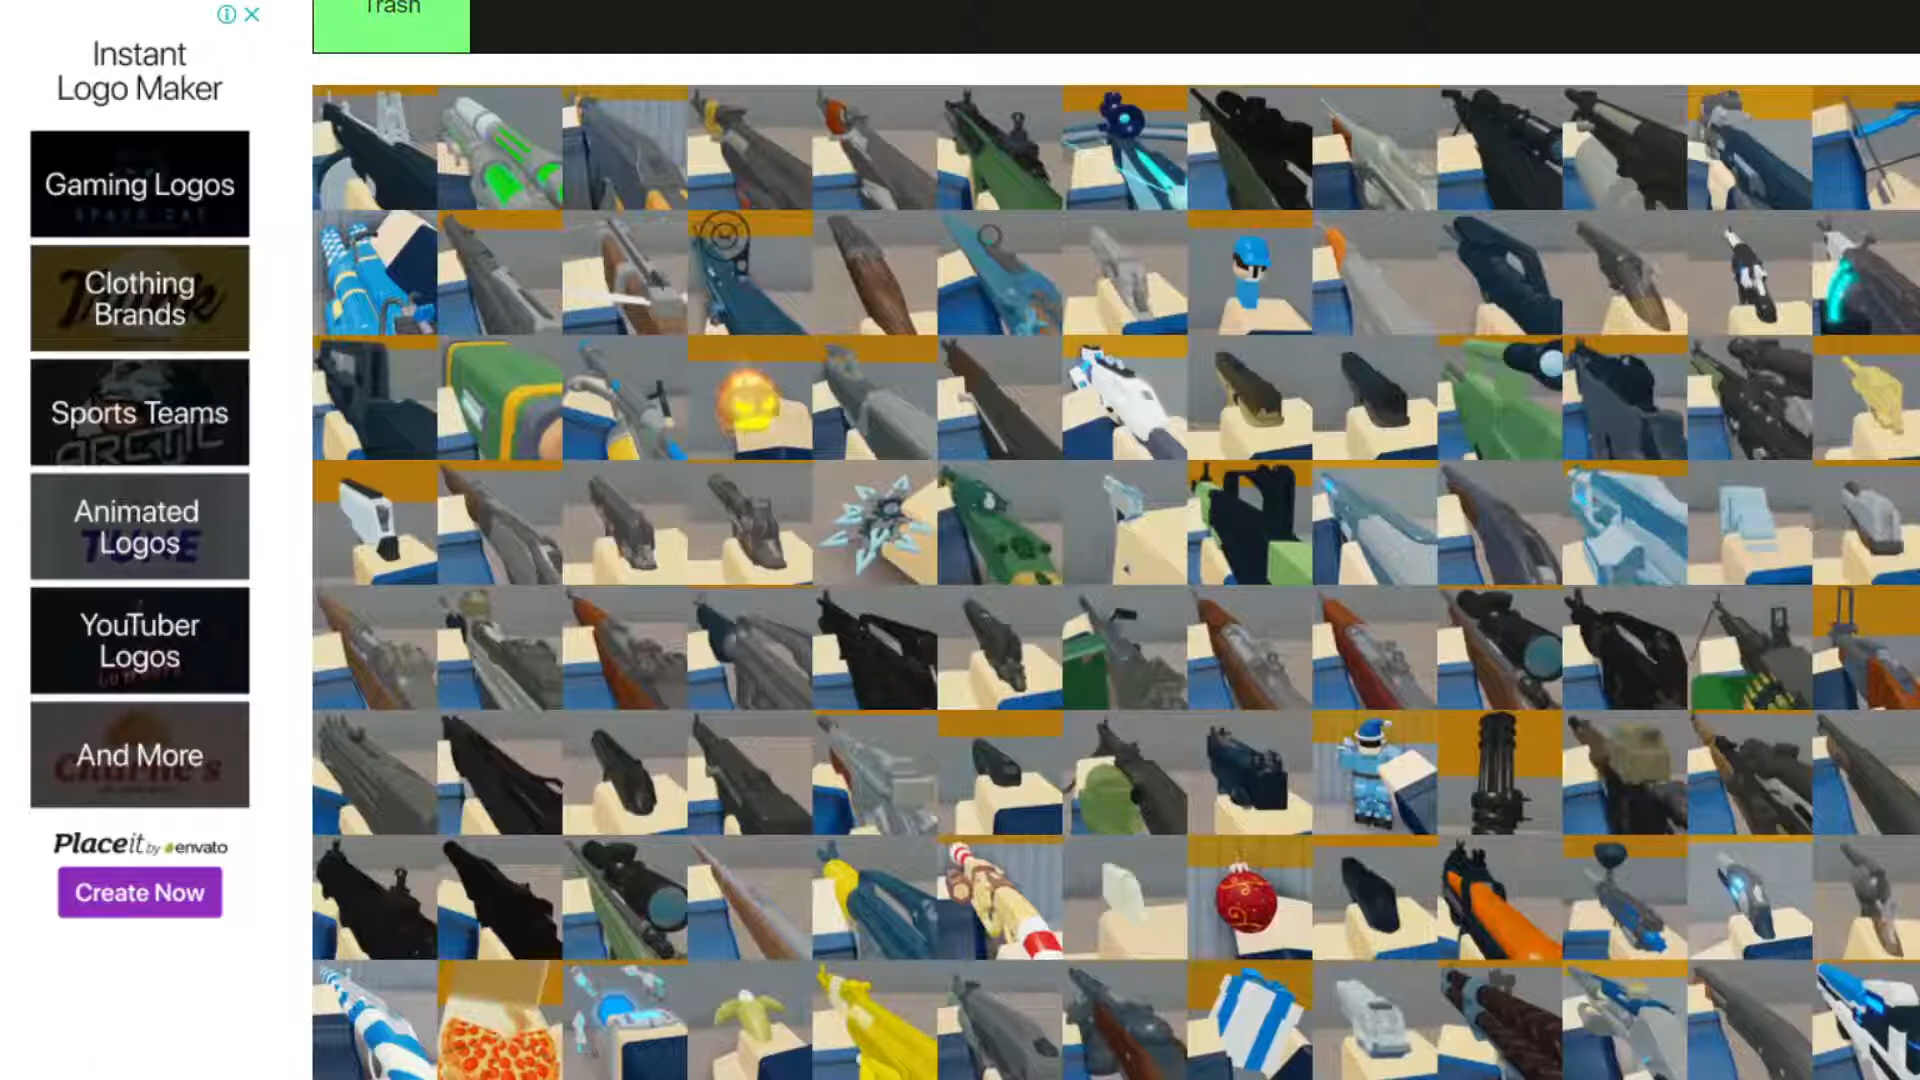 Trash
Instant
Logo Maker
Gaming Logos
Clothing
Brands
Sports Teams
ARCTIC
Animated
Logos
YouTuber
Logos
And More
Placeit by envato
Create Now